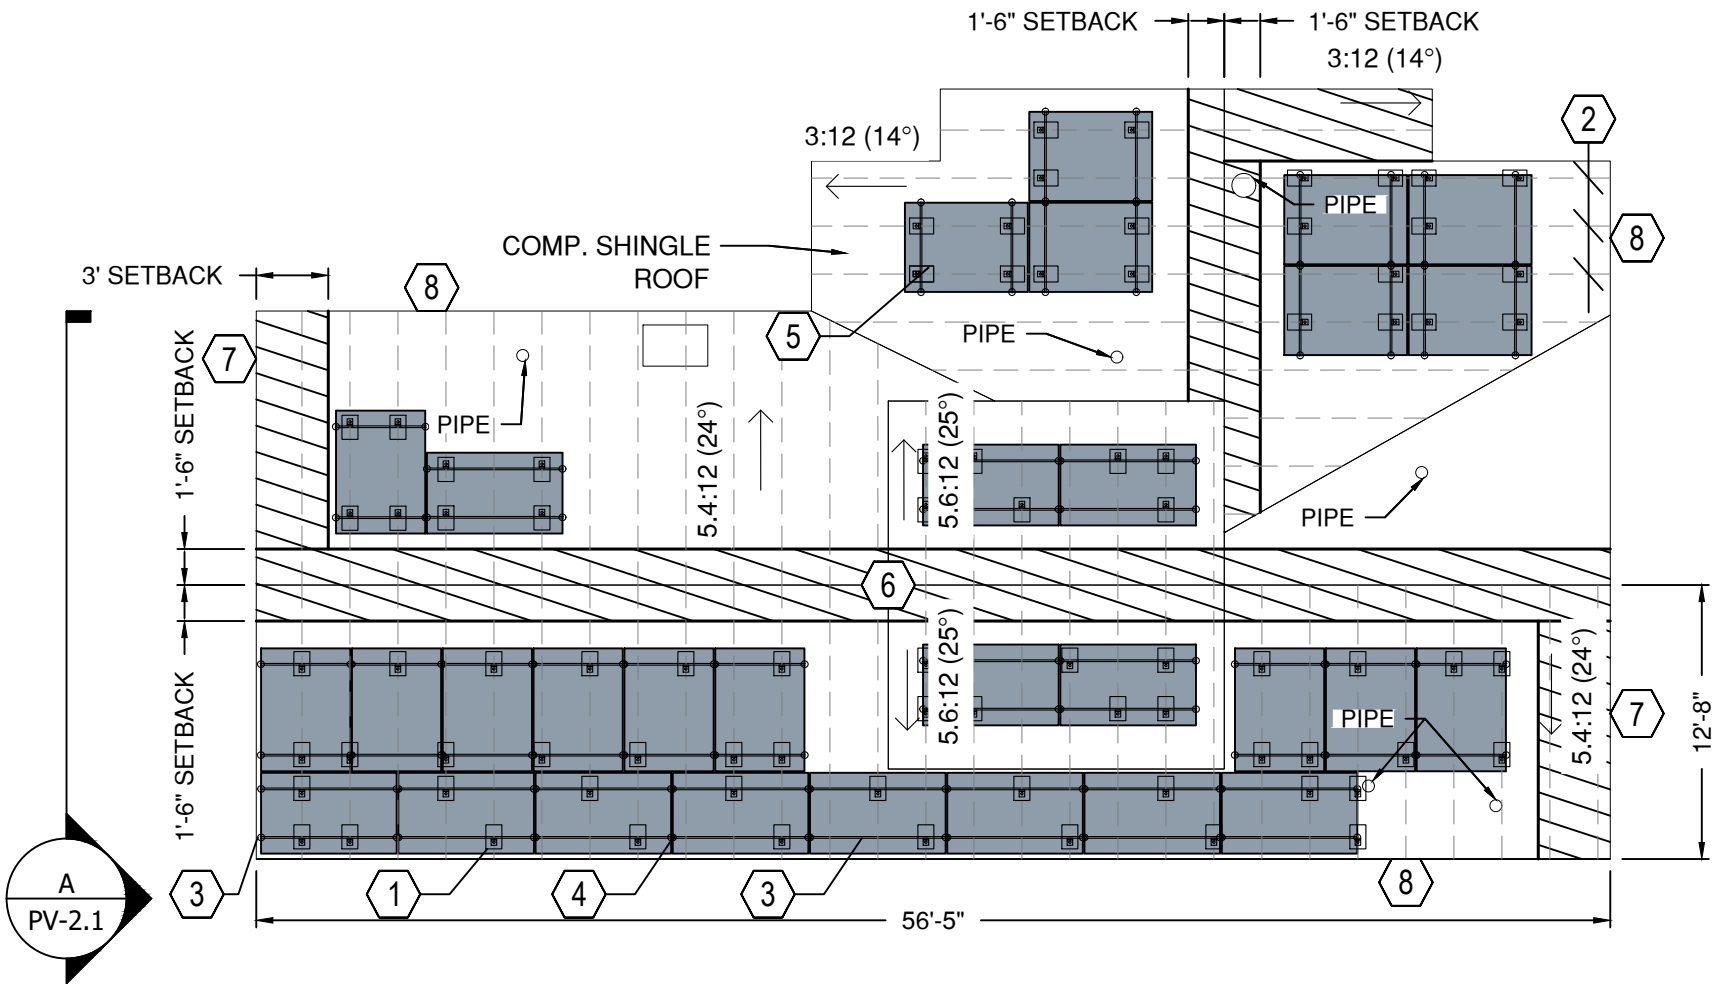 1'-6" SETBACK
1'-6" SETBACK
3:12 (14°)
2
3:12 (14°)
PIPE
8
COMP. SHINGLE
ROOF
3' SETBACK
8
5
PIPE
7
1'-6" SETBACK
PIPE
5.4:12 (24°)
5.6:12 (25°)
PIPE
6
1'-6" SETBACK
5.6:12 (25°)
PIPE
5.4:12 (24°)
7
12'-8"
A
PV-2.1
3
1
4
3
8
56'-5"